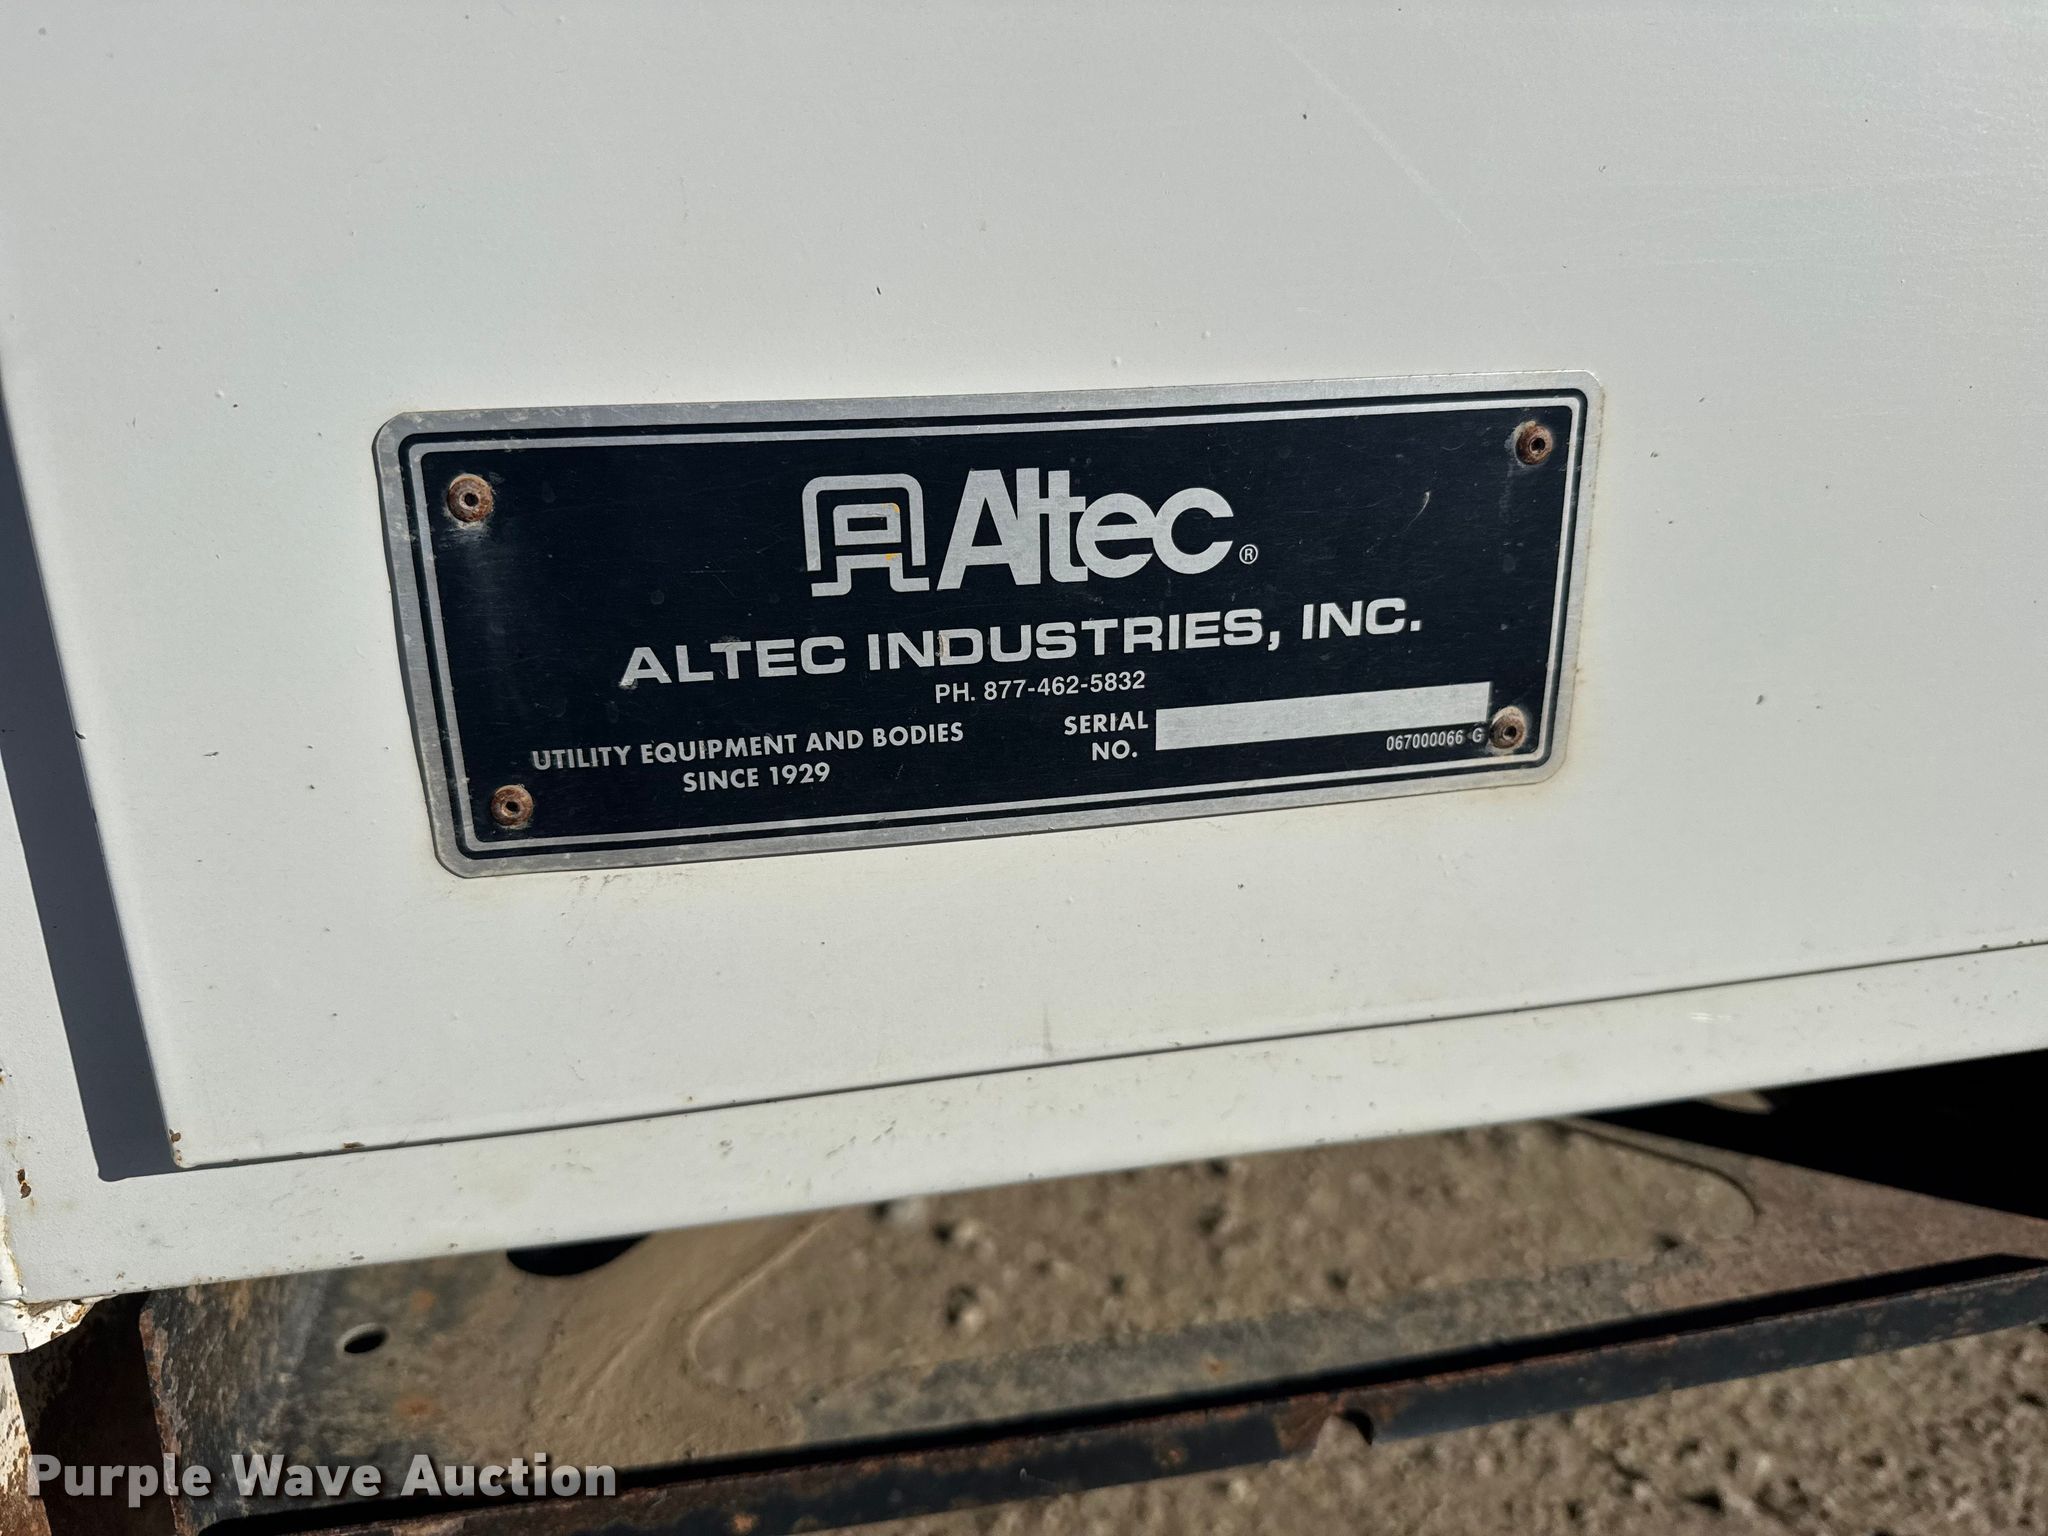 Altec®
ALTEC INDUSTRIES, INC.
PH. 877-462-5832
UTILITY EQUIPMENT AND BODIES
SINCE 1929
SERIAL
NO.
067000066 G
Purple Wave Auction